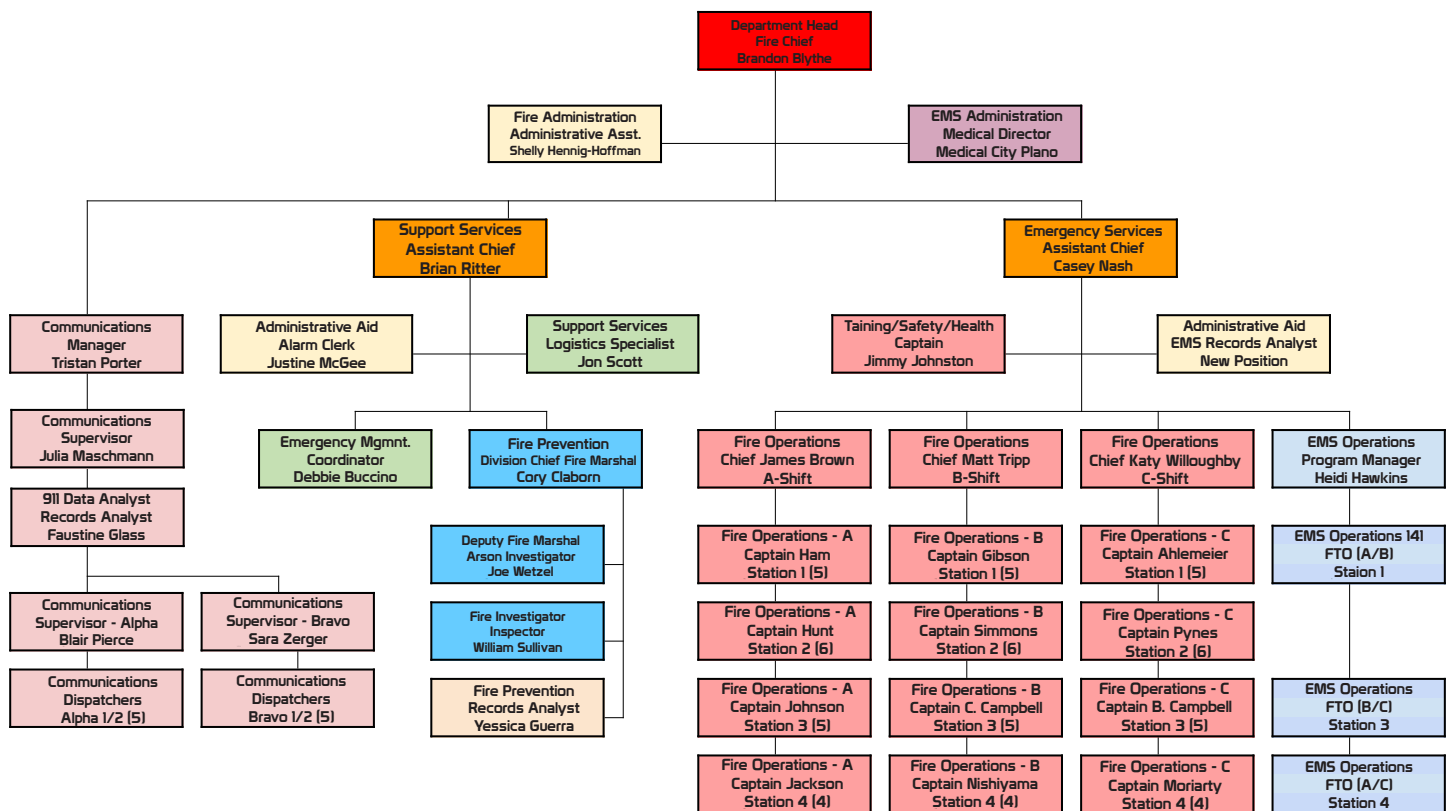 Department Head
Fire Chief
Brandon Blythe
Fire Administration
Administrative Asst.
Shelly Hennig-Hoffman
EMS Administration
Medical Director
Medical City Plano
Support Services
Assistant Chief
Brian Ritter
Emergency Services
Assistant Chief
Casey Nash
Communications
Manager
Tristan Porter
Administrative Aid
Alarm Clerk
Justine McGee
Support Services
Logistics Specialist
Jon Scott
Taining/Safety/Health
Captain
Jimmy Johnston
Administrative Aid
EMS Records Analyst
New Position
Communications
Supervisor
Julia Maschmann
Emergency Mgmnt.
Coordinator
Debbie Buccino
Fire Prevention
Division Chief Fire Marshal
Cory Claborn
Fire Operations
Chief James Brown
A-Shift
Fire Operations
Chief Matt Tripp
B-Shift
Fire Operations
Chief Katy Willoughby
C-Shift
EMS Operations
Program Manager
Heidi Hawkins
911 Data Analyst
Records Analyst
Faustine Glass
Deputy Fire Marshal
Arson Investigator
Joe Wetzel
Fire Operations - A
Captain Ham
Station 1 (5)
Fire Operations - B
Captain Gibson
Station 1 (5)
Fire Operations - C
Captain Ahlemeier
Station 1 (5)
EMS Operations 141
FTO (A/B)
Staion 1
Communications
Supervisor - Alpha
Blair Pierce
Communications
Supervisor - Bravo
Sara Zerger
Fire Investigator
Inspector
William Sullivan
Fire Operations - A
Captain Hunt
Station 2 (6)
Fire Operations - B
Captain Simmons
Station 2 (6)
Fire Operations - C
Captain Pynes
Station 2 (6)
Communications
Dispatchers
Alpha 1/2 (5)
Communications
Dispatchers
Bravo 1/2 (5)
Fire Prevention
Records Analyst
Yessica Guerra
Fire Operations - A
Captain Johnson
Station 3 (5)
Fire Operations - B
Captain C. Campbell
Station 3 (5)
Fire Operations - C
Captain B. Campbell
Station 3 (5)
EMS Operations
FTO (B/C)
Station 3
Fire Operations - A
Captain Jackson
Station 4 (4)
Fire Operations - B
Captain Nishiyama
Station 4 (4)
Fire Operations - C
Captain Moriarty
Station 4 (4)
EMS Operations
FTO (A/C)
Station 4